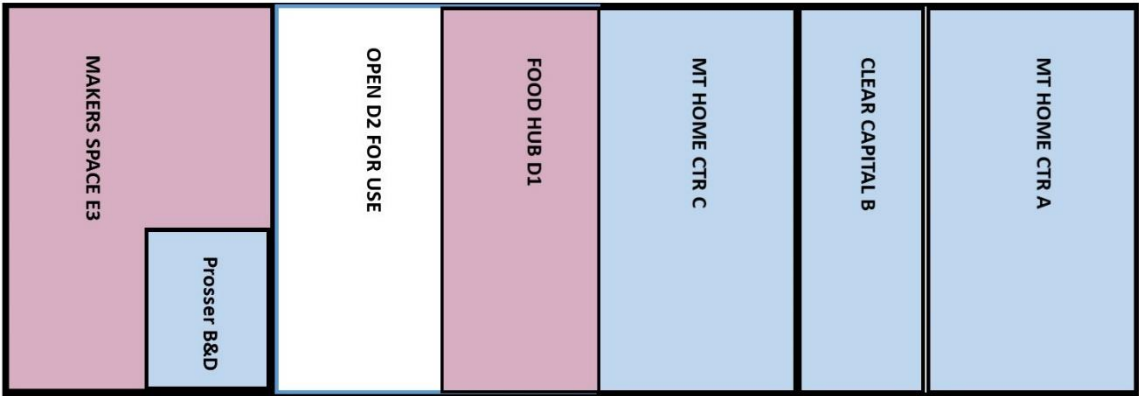 MAKERS SPACE E3
Prosser B&D
OPEN D2 FOR USE
FOOD HUB D1
MT HOME CTR C
CLEAR CAPITAL B
MT HOME CTR A